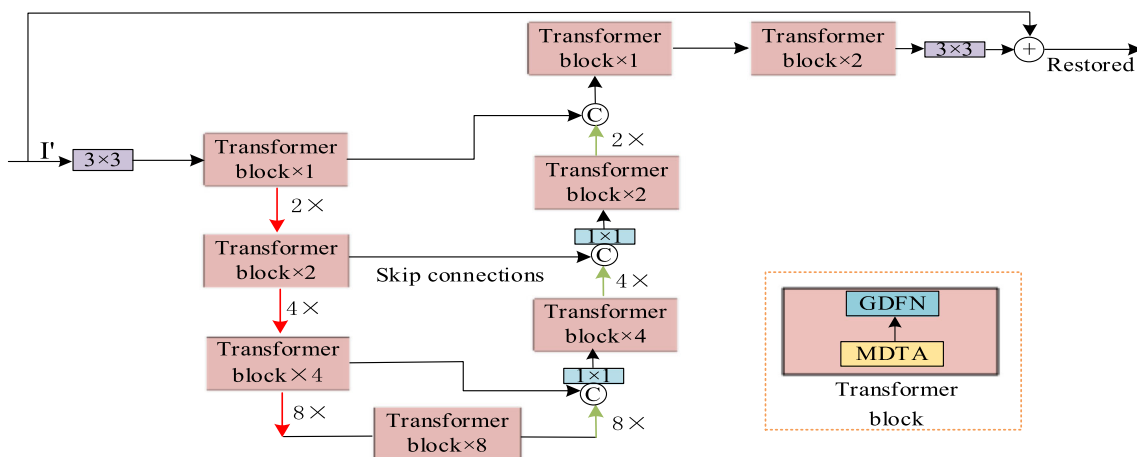 Transformer
block×1
Transformer
block×2
3×3
+
Restored
C
I'
3×3
Transformer
block×1
2×
2×
Transformer
block×2
1×1
Transformer
block×2
C
Skip connections
4×
4×
Transformer
block×4
Transformer
block×4
1×1
C
8×
8×
Transformer
block×8
GDFN
MDTA
Transformer
block